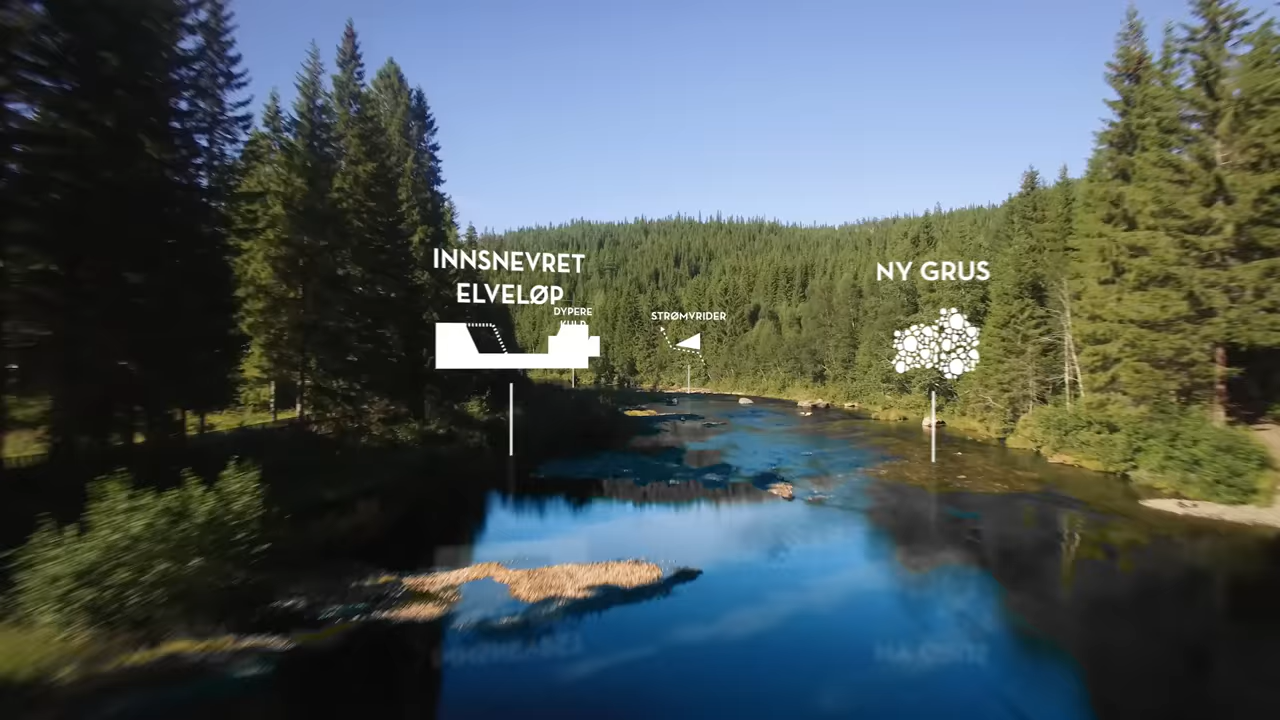 INNSNEVRET
ELVELØP
DYPERE
STRØMVRIDER
NY GRUS